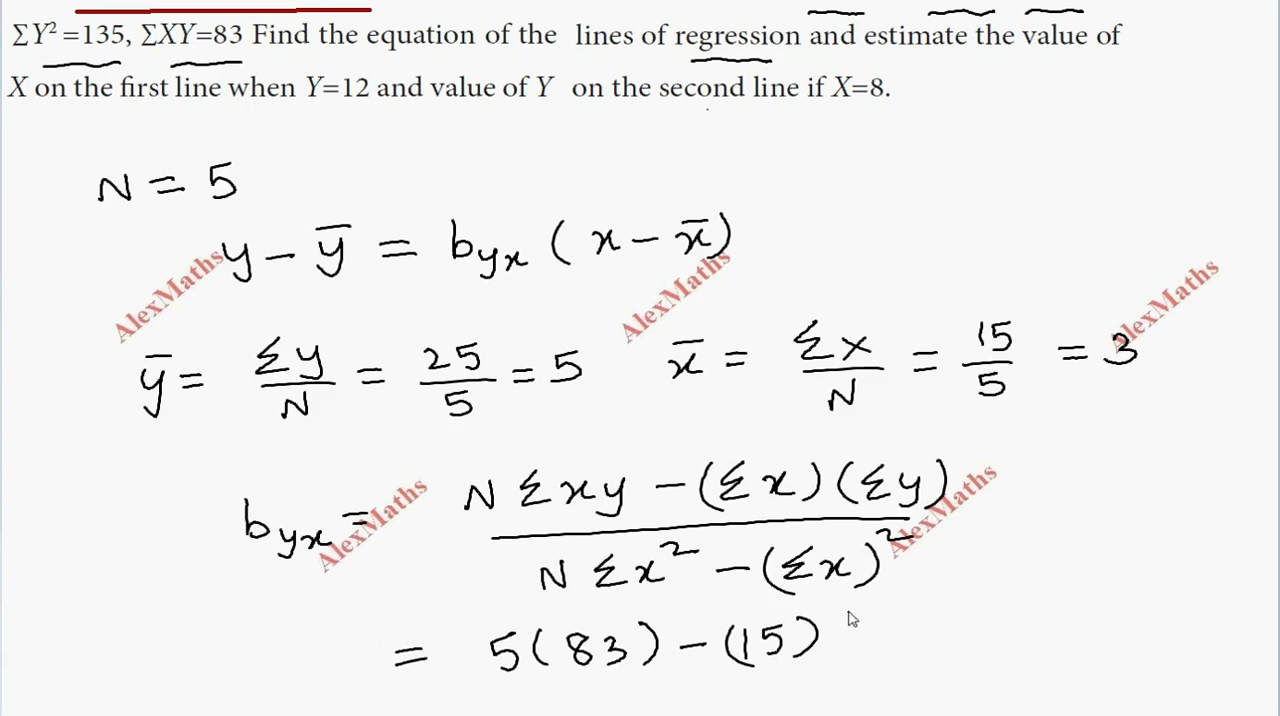 ΣY² =135, ΣXY=83 Find the equation of the lines of regression and estimate the value of
X on the first line when Y=12 and value of Y on the second line if X=8.
N = 5
y - ȳ = byx (x - x̄)
AlexMaths AlexMaths AlexMaths
ȳ = Σy/N = 25/5 = 5 x̄ = Σx/N = 15/5 = 3
byx = (N Σxy - (Σx)(Σy))/(N Σx² - (Σx)²)
AlexMaths AlexMaths
= 5(83) - (15)